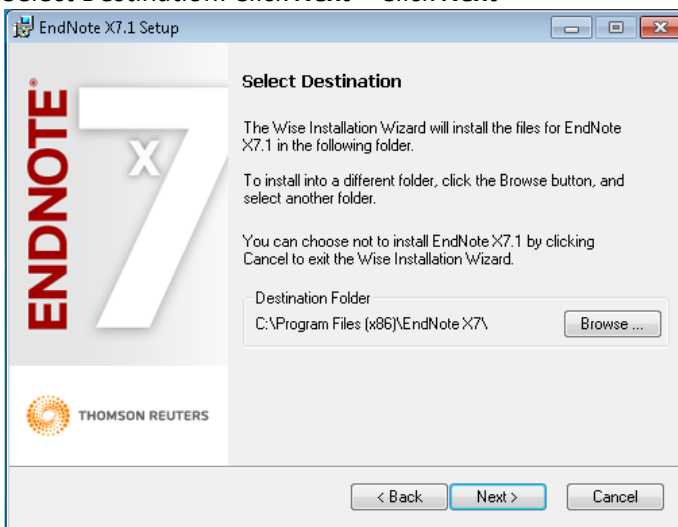 Select Destination: Click Next – Click Next
EndNote X7.1 Setup
ENDNOTE
X
7
Select Destination
The Wise Installation Wizard will install the files for EndNote
X7.1 in the following folder.
To install into a different folder, click the Browse button, and
select another folder.
You can choose not to install EndNote X7.1 by clicking
Cancel to exit the Wise Installation Wizard.
Destination Folder
C:\Program Files (x86)\EndNote X7\
Browse ...
THOMSON REUTERS
< Back
Next >
Cancel